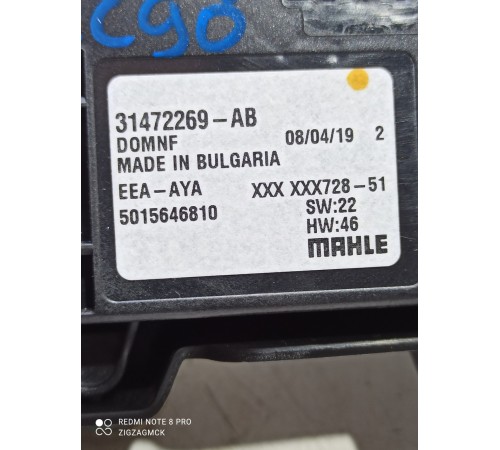 C90
31472269-AB
DOMNF 08/04/19 2
MADE IN BULGARIA
EEA-AYA XXX XXX728-51
5015646810 SW:22
HW:46
MAHLE
REDMI NOTE 8 PRO
ZIGZAGMCK